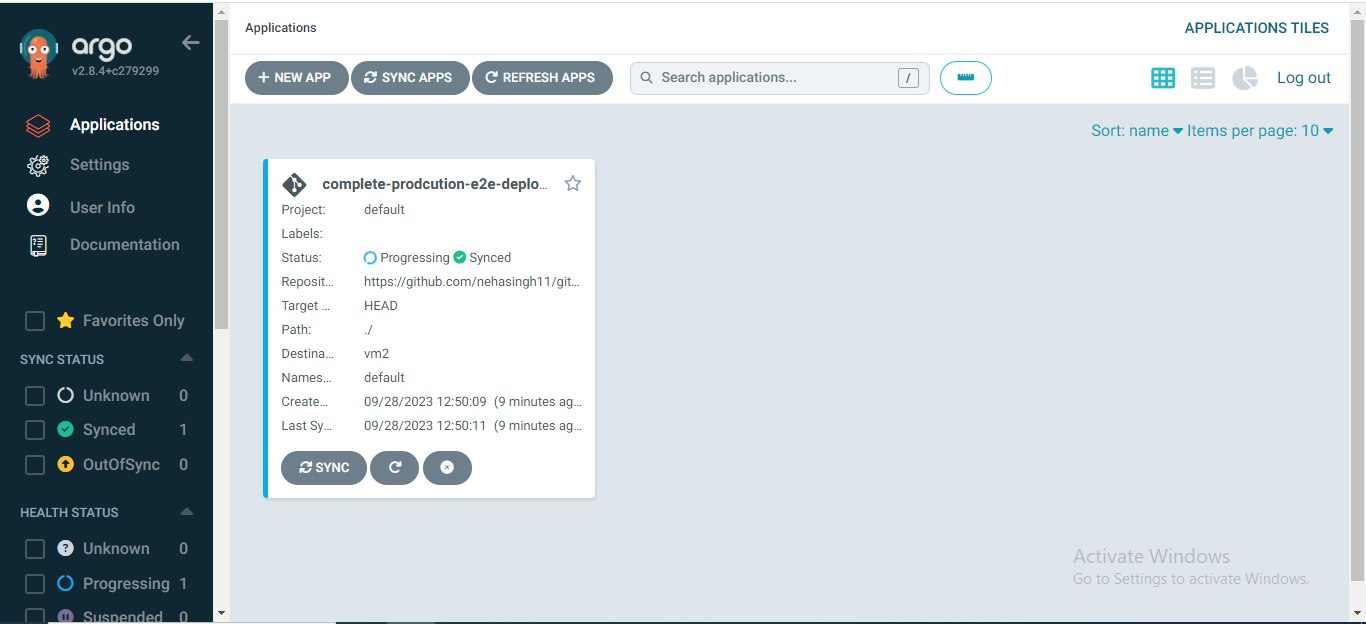 argo
v2.8.4+c279299
Applications
Settings
User Info
Documentation
Favorites Only
SYNC STATUS
Unknown 0
Synced 1
OutOfSync 0
HEALTH STATUS
Unknown 0
Progressing 1
Suspended 0
Applications
APPLICATIONS TILES
NEW APP SYNC APPS REFRESH APPS Search applications... / Log out
Sort: name Items per page: 10
complete-prodcution-e2e-deplo...
Project: default
Labels:
Status: Progressing Synced
Reposit... https://github.com/nehasingh11/git...
Target ... HEAD
Path: ./
Destina... vm2
Names... default
Create... 09/28/2023 12:50:09 (9 minutes ag...
Last Sy... 09/28/2023 12:50:11 (9 minutes ag...
SYNC
Activate Windows
Go to Settings to activate Windows.